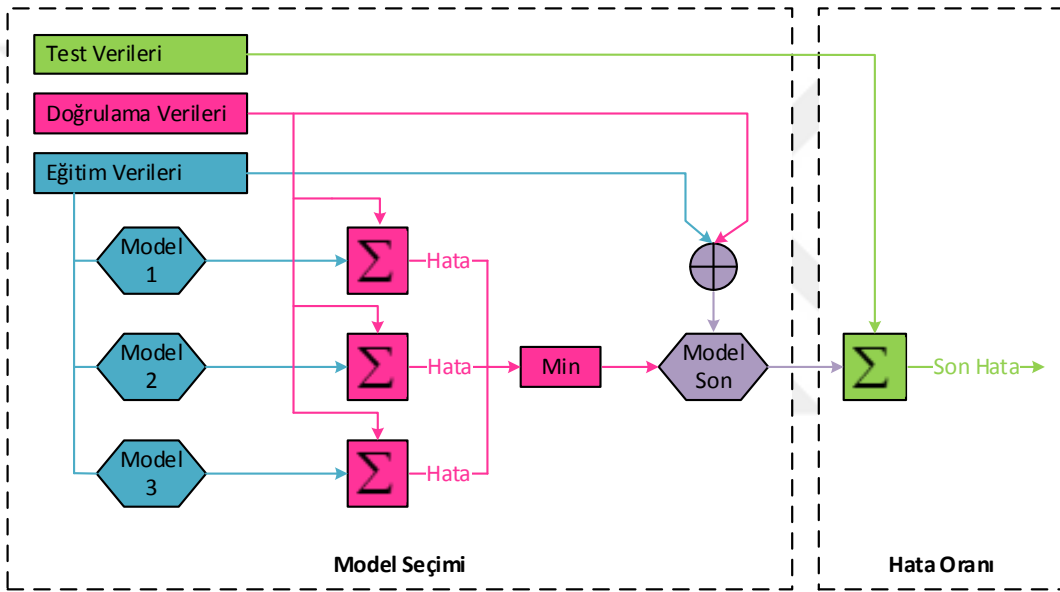 Test Verileri
Doğrulama Verileri
Eğitim Verileri
Model
1
Σ
Hata
Model
2
Σ
Hata
Min
Model
Son
Σ
Son Hata
Model
3
Σ
Hata
Model Seçimi
Hata Oranı